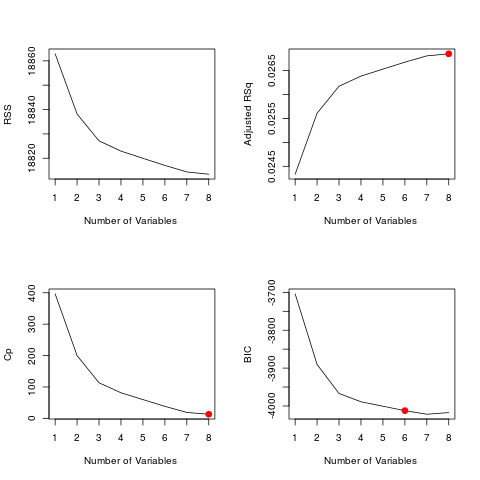 RSS
18820
18840
18860
1 2 3 4 5 6 7 8
Number of Variables
Adjusted RSq
0.0245
0.0255
0.0265
1 2 3 4 5 6 7 8
Number of Variables
Cp
0
100
200
300
400
1 2 3 4 5 6 7 8
Number of Variables
BIC
-4000
-3900
-3800
-3700
1 2 3 4 5 6 7 8
Number of Variables